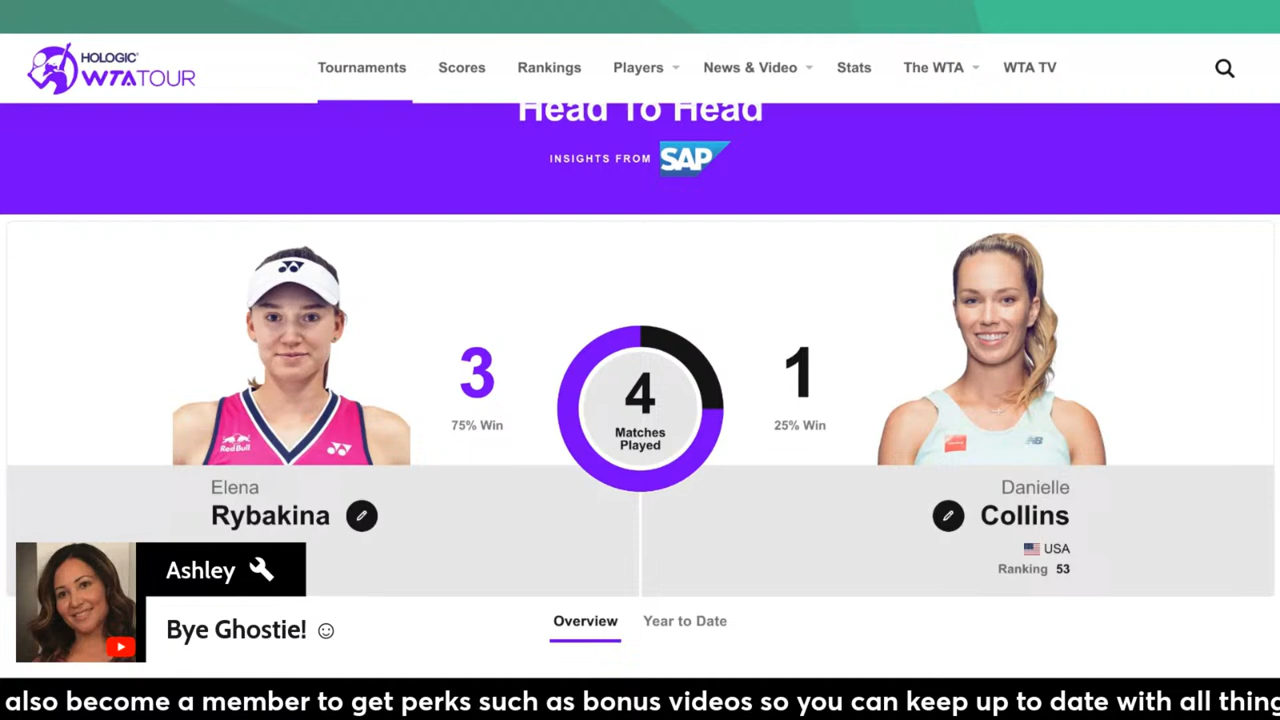 HOLOGIC
WTATOUR
Tournaments Scores Rankings Players News & Video Stats The WTA WTA TV
Head To Head
INSIGHTS FROM SAP
3
75% Win
4
Matches
Played
1
25% Win
Red Bull
Elena
Rybakina
Danielle
Collins
USA
Ranking 53
Ashley
Bye Ghostie! ☺
Overview Year to Date
also become a member to get perks such as bonus videos so you can keep up to date with all thing